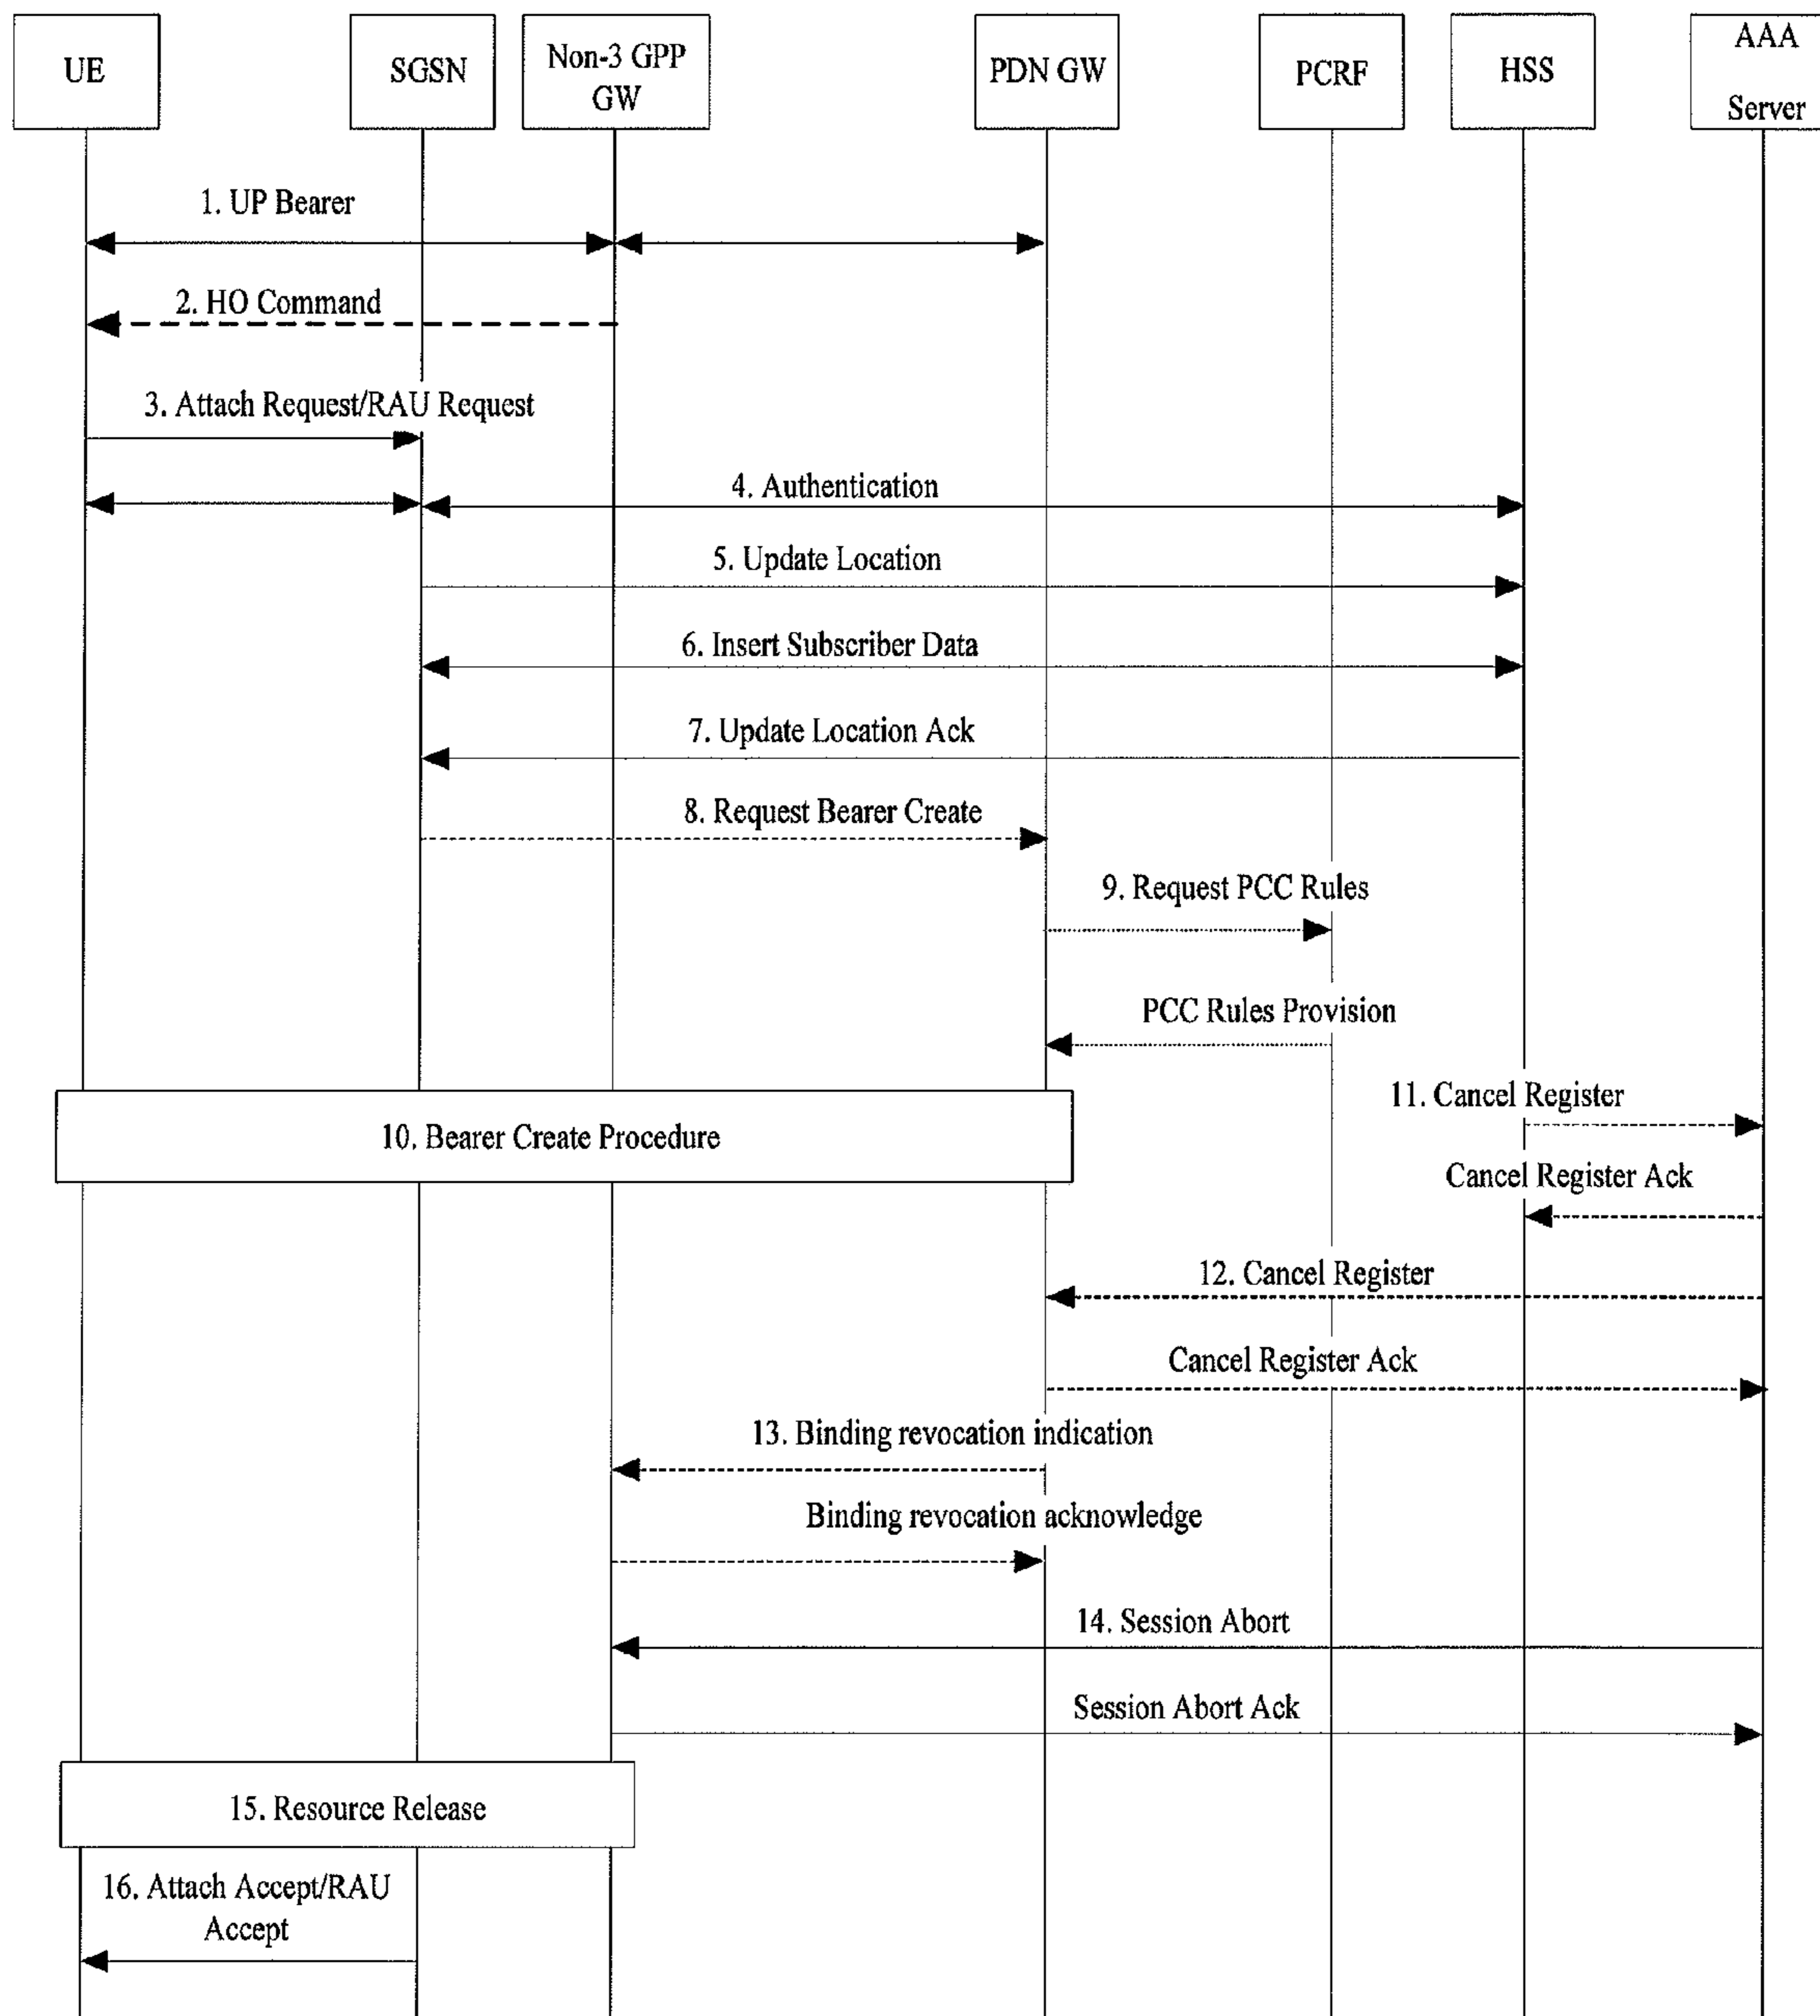 UE
SGSN
Non-3 GPP
GW
PDN GW
PCRF
HSS
AAA
Server
1. UP Bearer
2. HO Command
3. Attach Request/RAU Request
4. Authentication
5. Update Location
6. Insert Subscriber Data
7. Update Location Ack
8. Request Bearer Create
9. Request PCC Rules
PCC Rules Provision
10. Bearer Create Procedure
11. Cancel Register
Cancel Register Ack
12. Cancel Register
Cancel Register Ack
13. Binding revocation indication
Binding revocation acknowledge
14. Session Abort
Session Abort Ack
15. Resource Release
16. Attach Accept/RAU
Accept